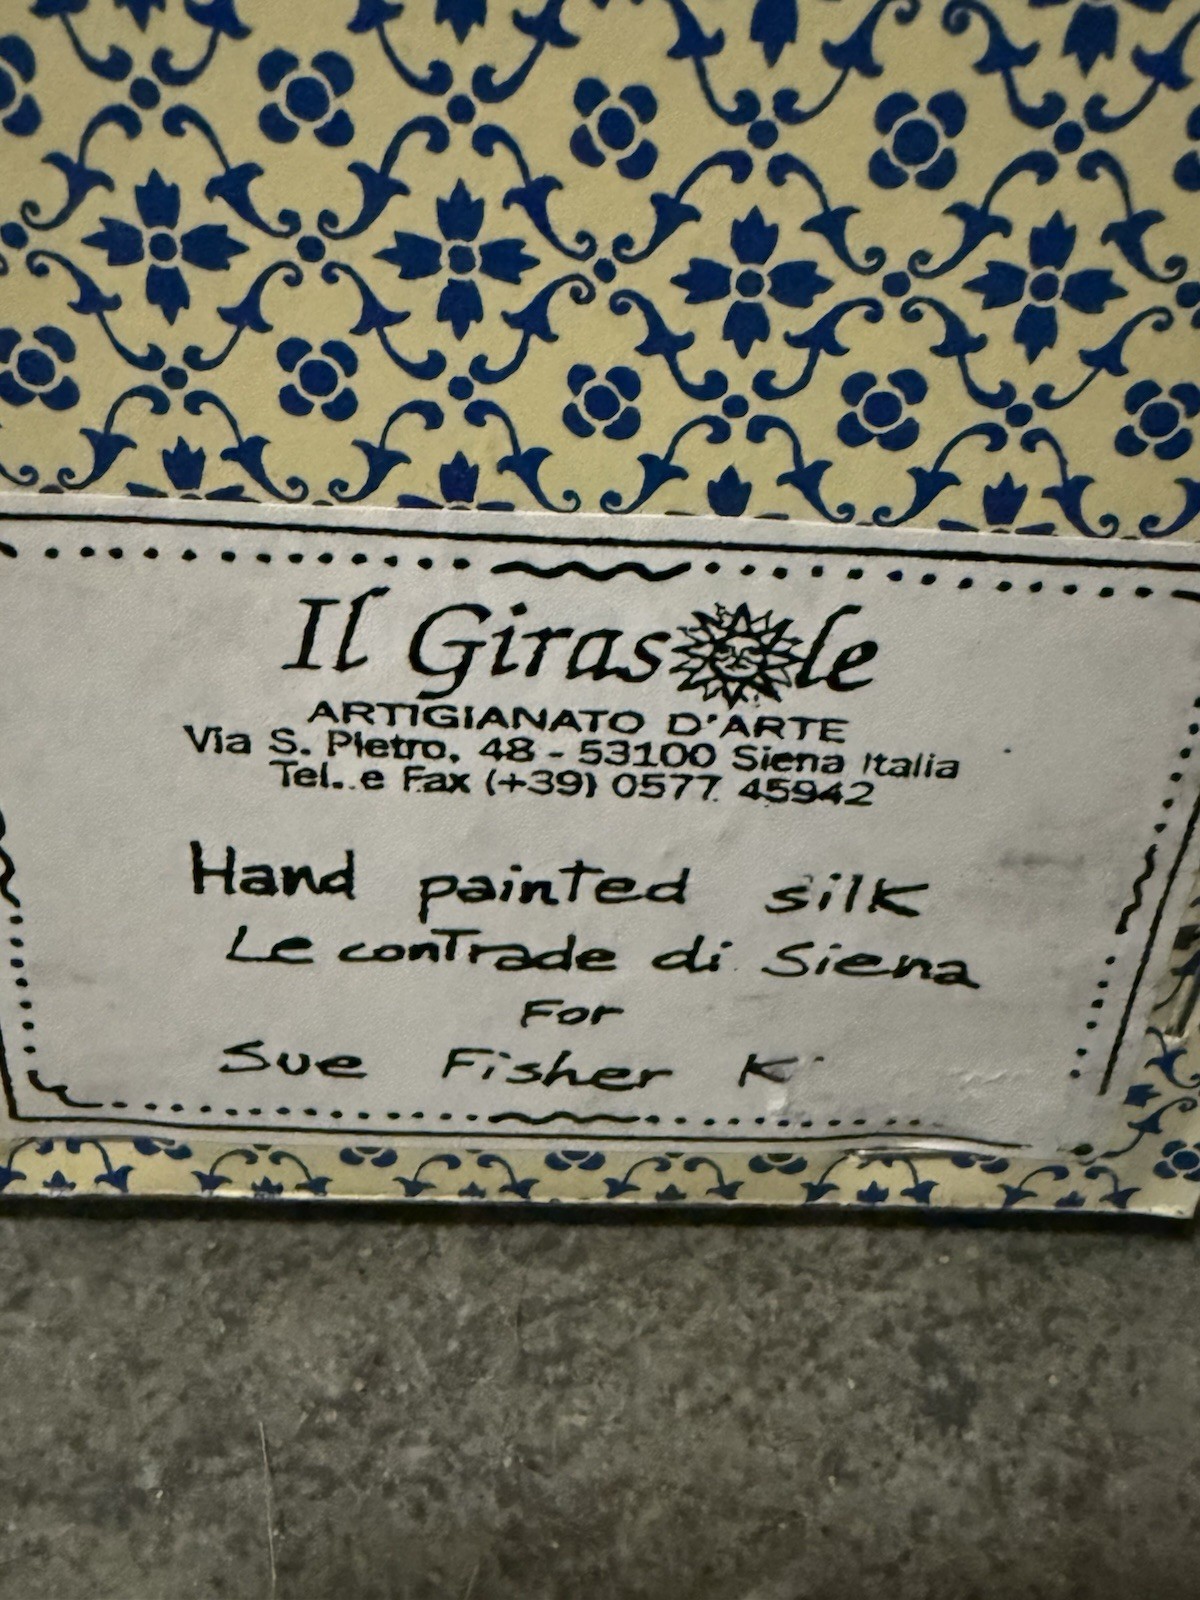 Il Girasole
ARTIGIANATO D'ARTE
Via S. Pietro, 48 - 53100 Siena Italia
Tel. e Fax (+39) 0577 45942
Hand painted silk
Le contrade di Siena
For
Sue Fisher K